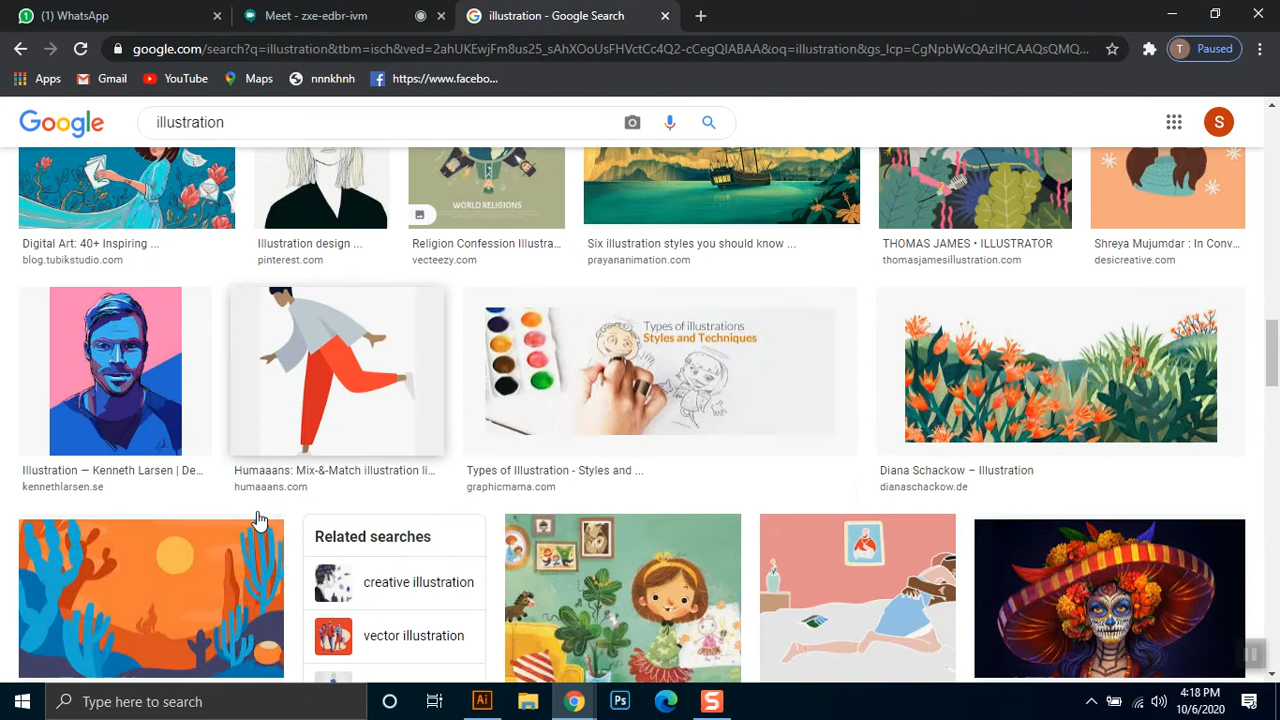 (1) WhatsApp
Meet - zxe-edbr-ivm
illustration - Google Search
google.com/search?q=illustration&tbm=isch&ved=2ahUKEwjFm8us25_sAhXOoUsFHVctCc4Q2-cCegQIABAA&oq=illustration&gs_lcp=CgNpbWcQAzIHCAAQsQMQ...
T Paused
Apps
Gmail
YouTube
Maps
nnnkhnh
https://www.facebo...
Google
illustration
S
WORLD RELIGIONS
Digital Art: 40+ Inspiring ...
blog.tubikstudio.com
Illustration design ...
pinterest.com
Religion Confession Illustra...
vecteezy.com
Six illustration styles you should know ...
prayananimation.com
THOMAS JAMES • ILLUSTRATOR
thomasjamesillustration.com
Shreya Mujumdar : In Conv...
desicreative.com
Types of illustrations
Styles and Techniques
Illustration — Kenneth Larsen | De...
kennethlarsen.se
Humaaans: Mix-&-Match illustration li...
humaaans.com
Types of Illustration - Styles and ...
graphicmama.com
Diana Schackow – Illustration
dianaschackow.de
Related searches
creative illustration
vector illustration
Type here to search
Ai
Ps
S
4:18 PM
10/6/2020